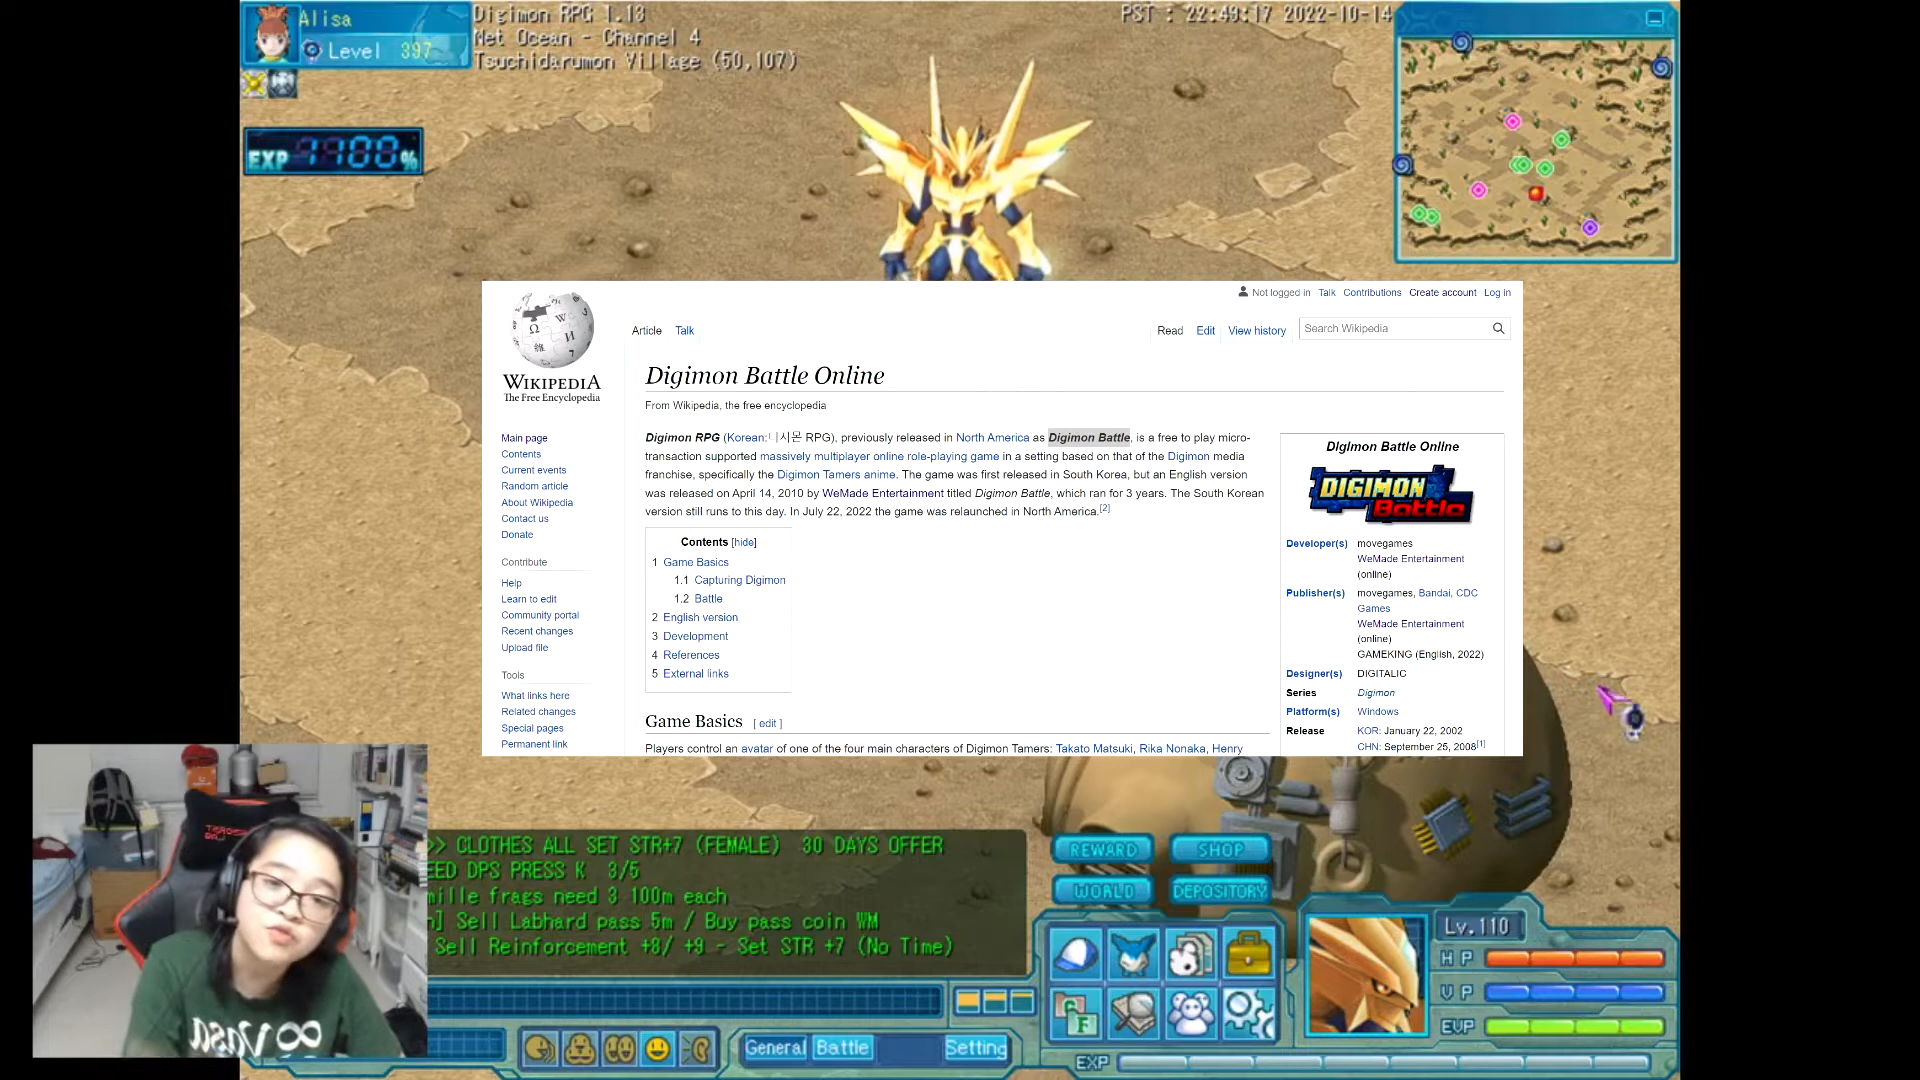 Alisa
Level 397
Digimon RPG 1.13
Net Ocean - Channel 4
Tsuchidarumon Village (50,107)
PST : 22:49:17 2022-10-14
EXP 1100%
Not logged in Talk Contributions Create account Log in
Article Talk
Read Edit View history
Search Wikipedia
WIKIPEDIA
The Free Encyclopedia
Digimon Battle Online
From Wikipedia, the free encyclopedia
Main page
Contents
Current events
Random article
About Wikipedia
Contact us
Donate
Contribute
Help
Learn to edit
Community portal
Recent changes
Upload file
Tools
What links here
Related changes
Special pages
Permanent link
Digimon RPG (Korean:디지몬 RPG), previously released in North America as Digimon Battle, is a free to play micro-
transaction supported massively multiplayer online role-playing game in a setting based on that of the Digimon media
franchise, specifically the Digimon Tamers anime. The game was first released in South Korea, but an English version
was released on April 14, 2010 by WeMade Entertainment titled Digimon Battle, which ran for 3 years. The South Korean
version still runs to this day. In July 22, 2022 the game was relaunched in North America.[2]
Contents [hide]
1 Game Basics
1.1 Capturing Digimon
1.2 Battle
2 English version
3 Development
4 References
5 External links
Game Basics [ edit ]
Players control an avatar of one of the four main characters of Digimon Tamers: Takato Matsuki, Rika Nonaka, Henry
Digimon Battle Online
DIGIMON
Battle
Developer(s) movegames
WeMade Entertainment
(online)
Publisher(s) movegames, Bandai, CDC
Games
WeMade Entertainment
(online)
GAMEKING (English, 2022)
Designer(s) DIGITALIC
Series Digimon
Platform(s) Windows
Release KOR: January 22, 2002
CHN: September 25, 2008[1]
>> CLOTHES ALL SET STR+7 (FEMALE) 30 DAYS OFFER
EED DPS PRESS K 3/5
mille frags need 3 100m each
n] Sell Labhard pass 5m / Buy pass coin WM
Sell Reinforcement +8/ +9 - Set STR +7 (No Time)
REWARD SHOP
WORLD DEPOSITORY
General Battle Setting
Lv.110
HP
VP
EVP
EXP